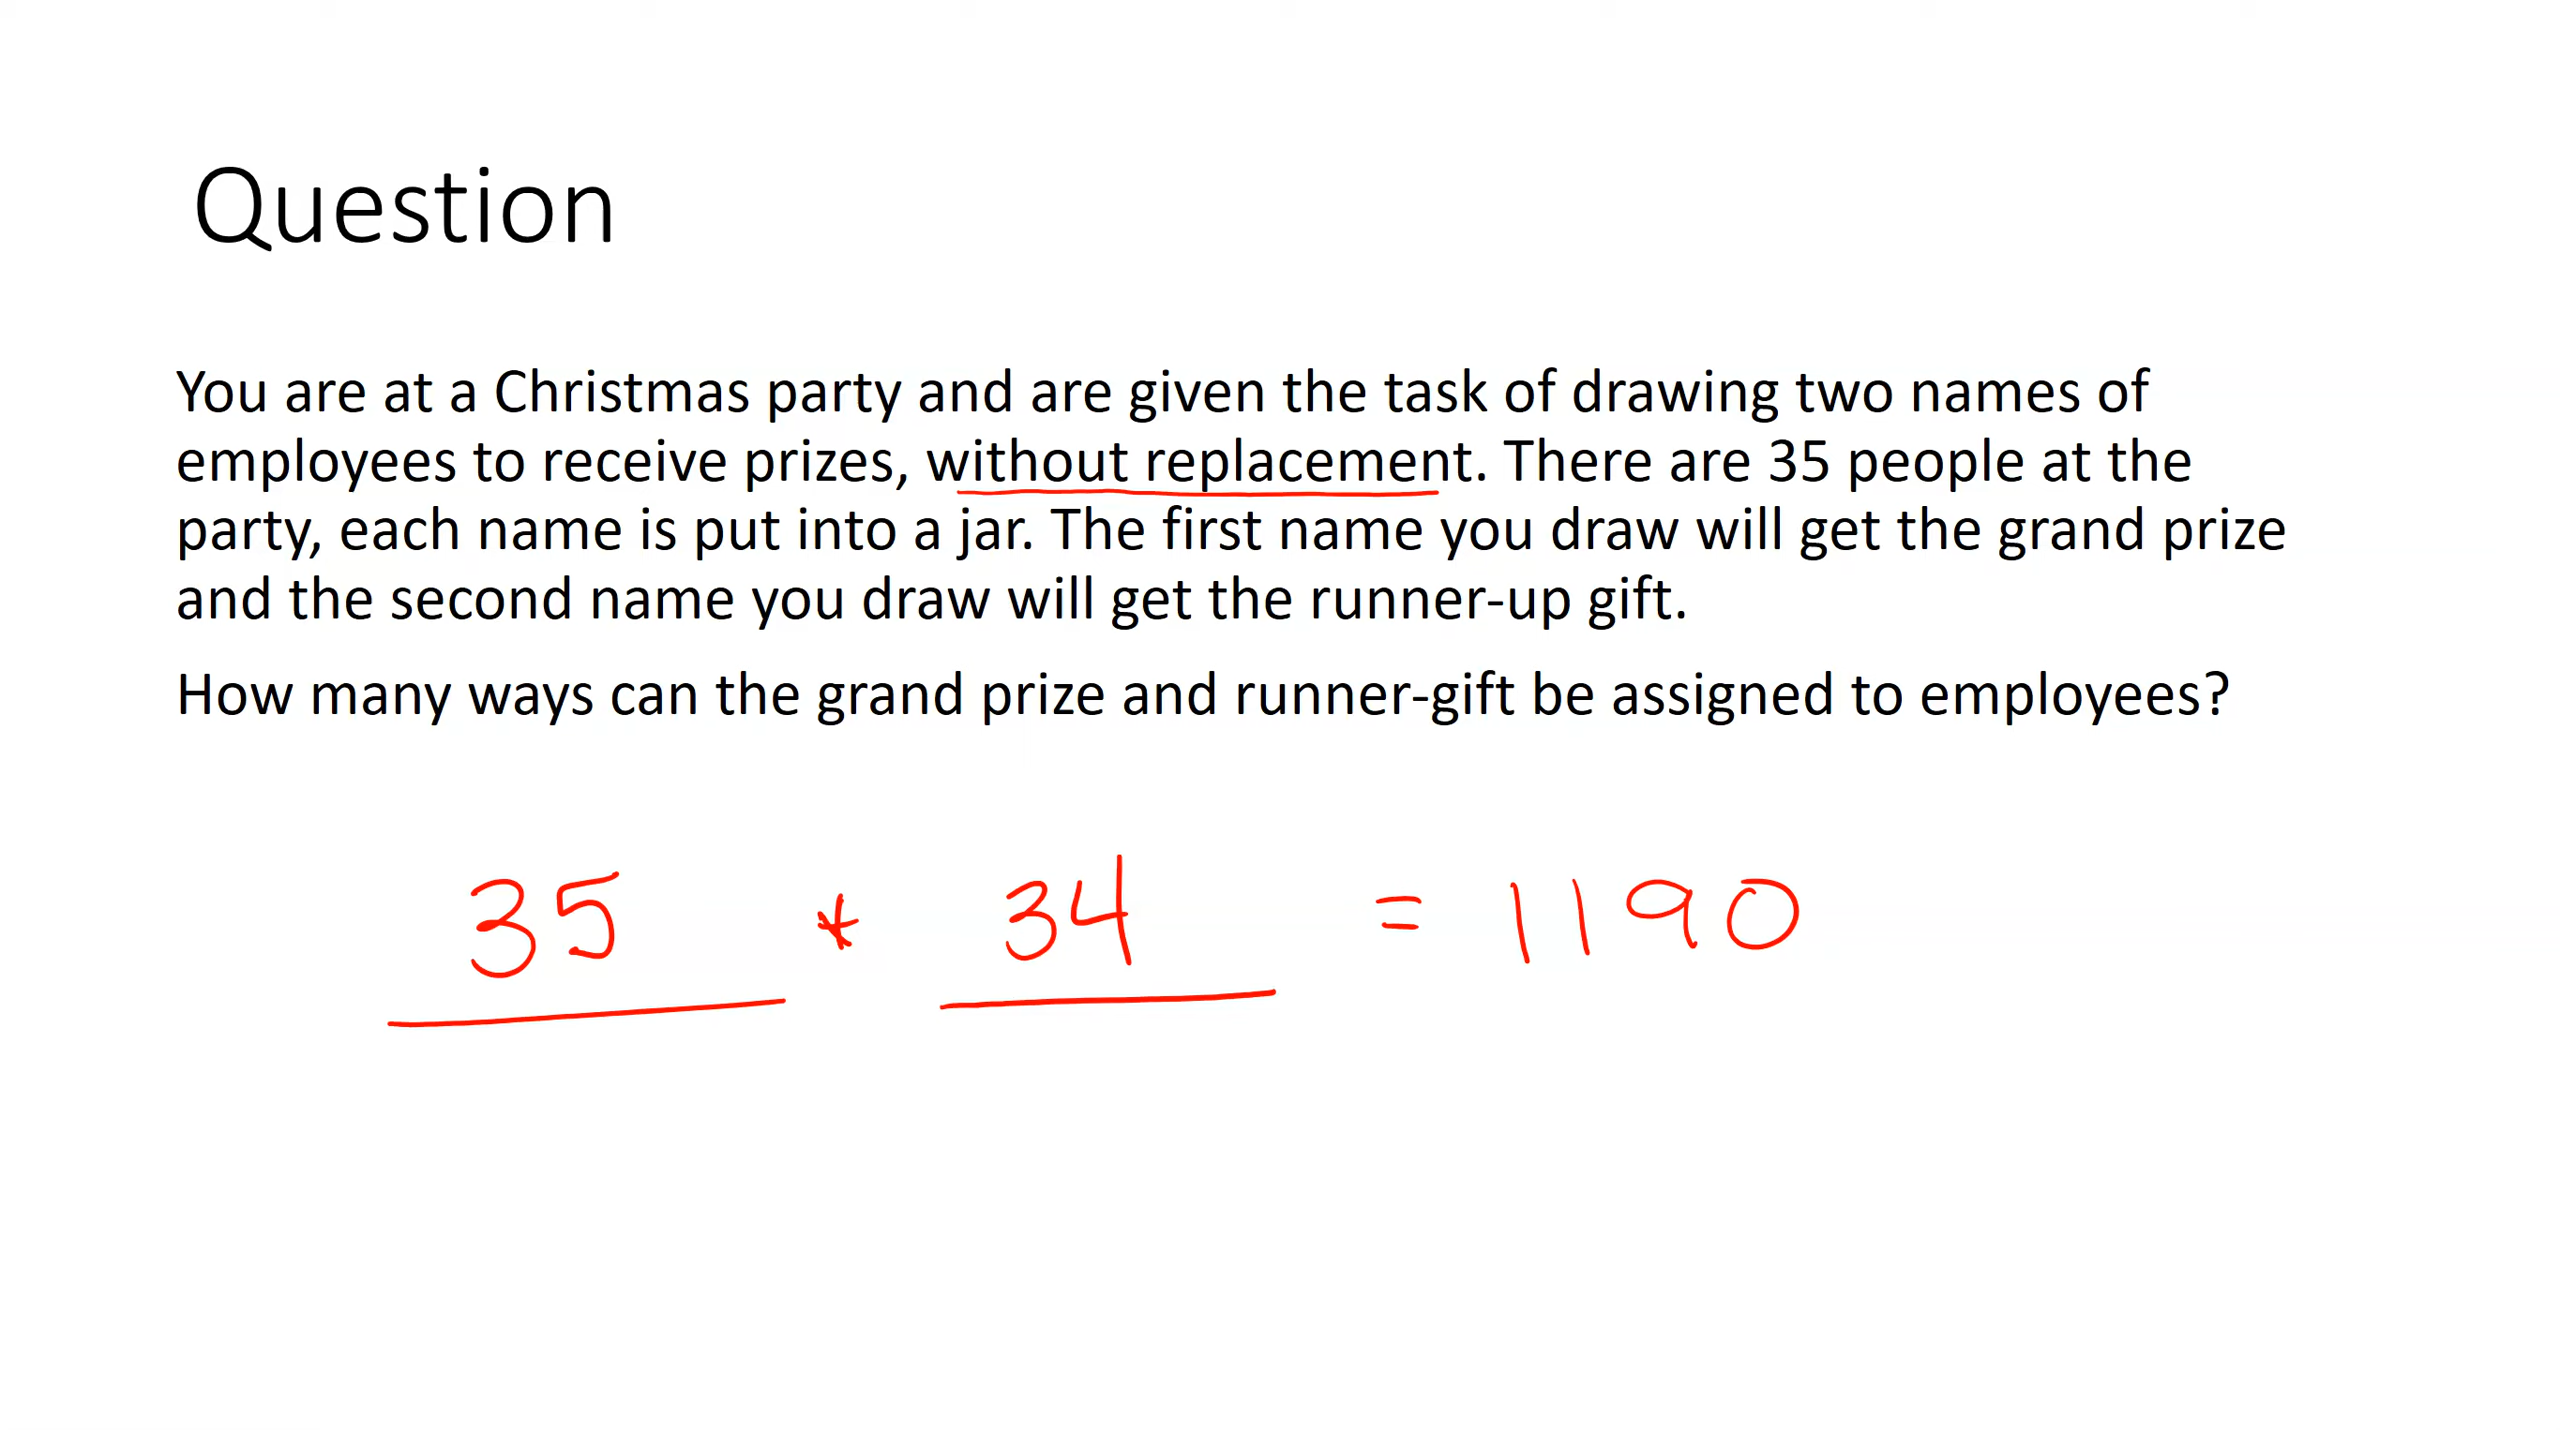 Question
You are at a Christmas party and are given the task of drawing two names of
employees to receive prizes, without replacement. There are 35 people at the
party, each name is put into a jar. The first name you draw will get the grand prize
and the second name you draw will get the runner-up gift.
How many ways can the grand prize and runner-gift be assigned to employees?
35 * 34 = 1190